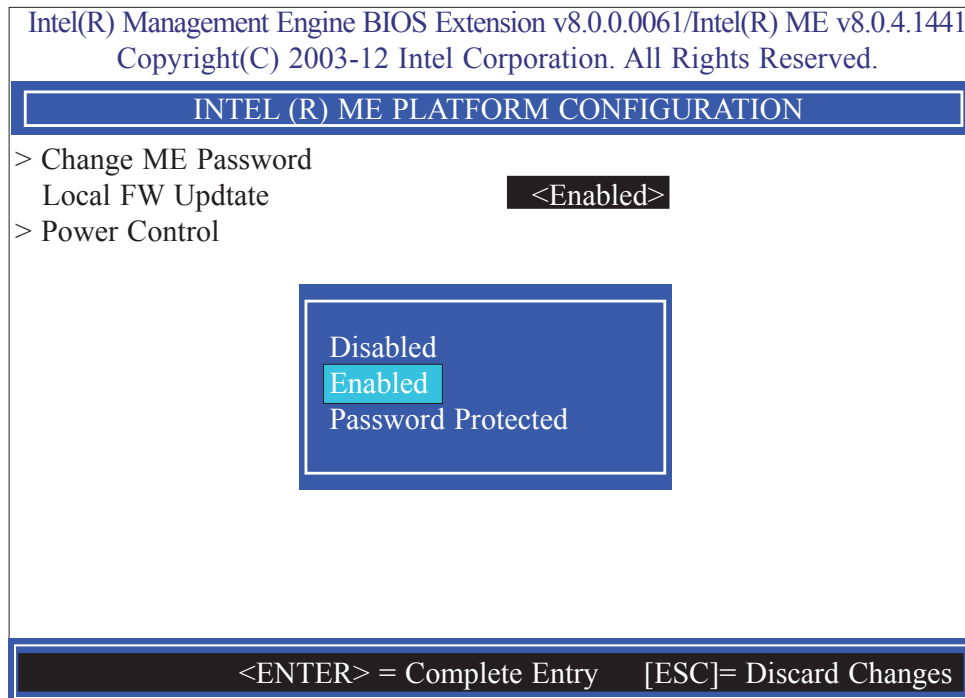 Intel(R) Management Engine BIOS Extension v8.0.0.0061/Intel(R) ME v8.0.4.1441
Copyright(C) 2003-12 Intel Corporation. All Rights Reserved.
INTEL (R) ME PLATFORM CONFIGURATION
> Change ME Password
Local FW Updtate <Enabled>
> Power Control
Disabled
Enabled
Password Protected
<ENTER> = Complete Entry [ESC]= Discard Changes